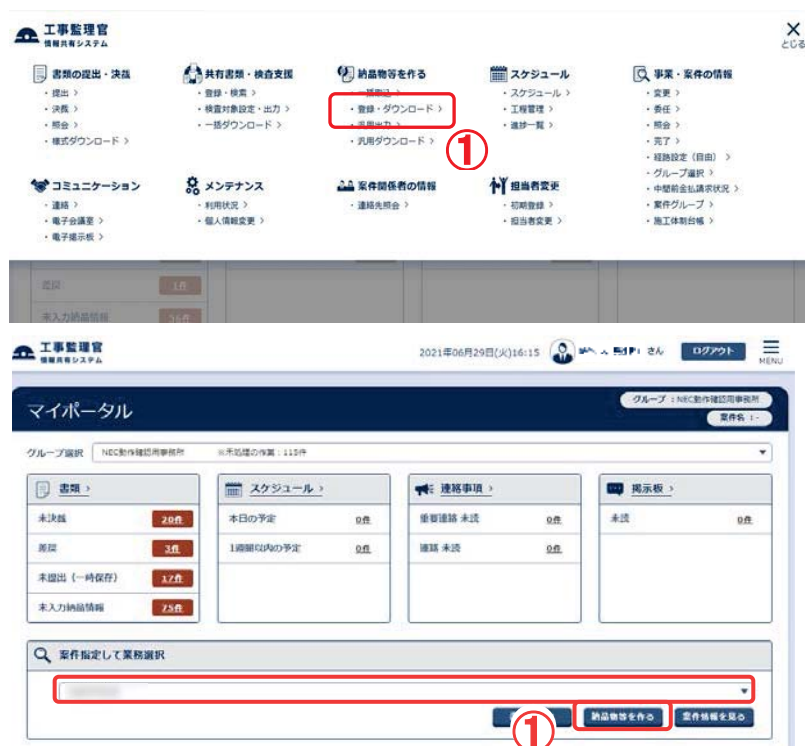 工事監理官
情報共有システム
とじる
書類の提出・決裁
・提出 >
・決裁 >
・照会 >
・様式ダウンロード >
共有書類・検査支援
・登録・検索 >
・検査対象設定・出力 >
・一括ダウンロード >
納品物等を作る
・一括取込 >
・登録・ダウンロード >
・汎用出力 >
・汎用ダウンロード >
①
スケジュール
・スケジュール >
・工程管理 >
・進捗一覧 >
事業・案件の情報
・変更 >
・委任 >
・照会 >
・完了 >
・経路設定（自由） >
・グループ選択 >
・中間前金払請求状況 >
・案件グループ >
・施工体制台帳 >
コミュニケーション
・連絡 >
・電子会議室 >
・電子掲示板 >
メンテナンス
・利用状況 >
・個人情報変更 >
案件関係者の情報
・連絡先照会 >
担当者変更
・初期登録 >
・担当者変更 >
差戻 1件
未入力納品情報 56件
工事監理官
情報共有システム
2021年06月29日(火)16:15
さん
ログアウト
MENU
マイポータル
グループ：NEC動作確認用事務所
案件名：-
グループ選択 NEC動作確認用事務所 ※未処理の作業：115件
書類 >
未決裁 20件
差戻 3件
未提出（一時保存） 17件
未入力納品情報 75件
スケジュール >
本日の予定 0件
1週間以内の予定 0件
連絡事項 >
重要連絡 未読 0件
連絡 未読 0件
掲示板 >
未読 0件
案件指定して業務選択
①
納品物等を作る
案件情報を見る